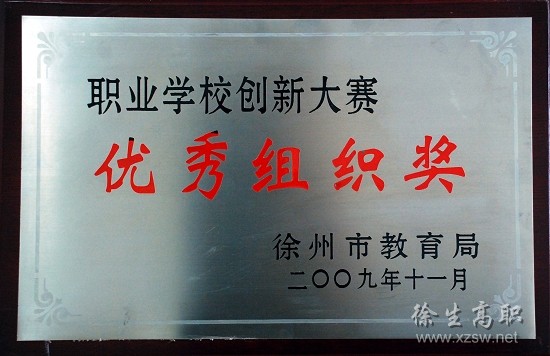 职业学校创新大赛
优秀组织奖
徐州市教育局
二〇〇九年十一月
徐生高职
www.xzsw.net